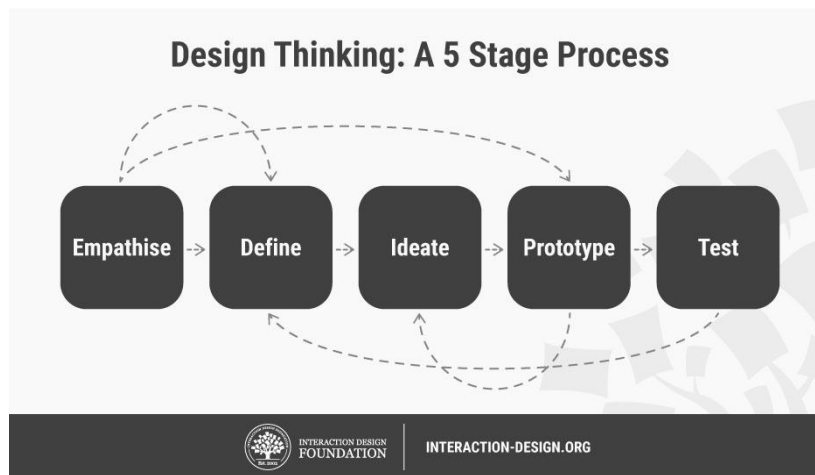 Design Thinking: A 5 Stage Process
Empathise
Define
Ideate
Prototype
Test
INTERACTION DESIGN
FOUNDATION
INTERACTION-DESIGN.ORG